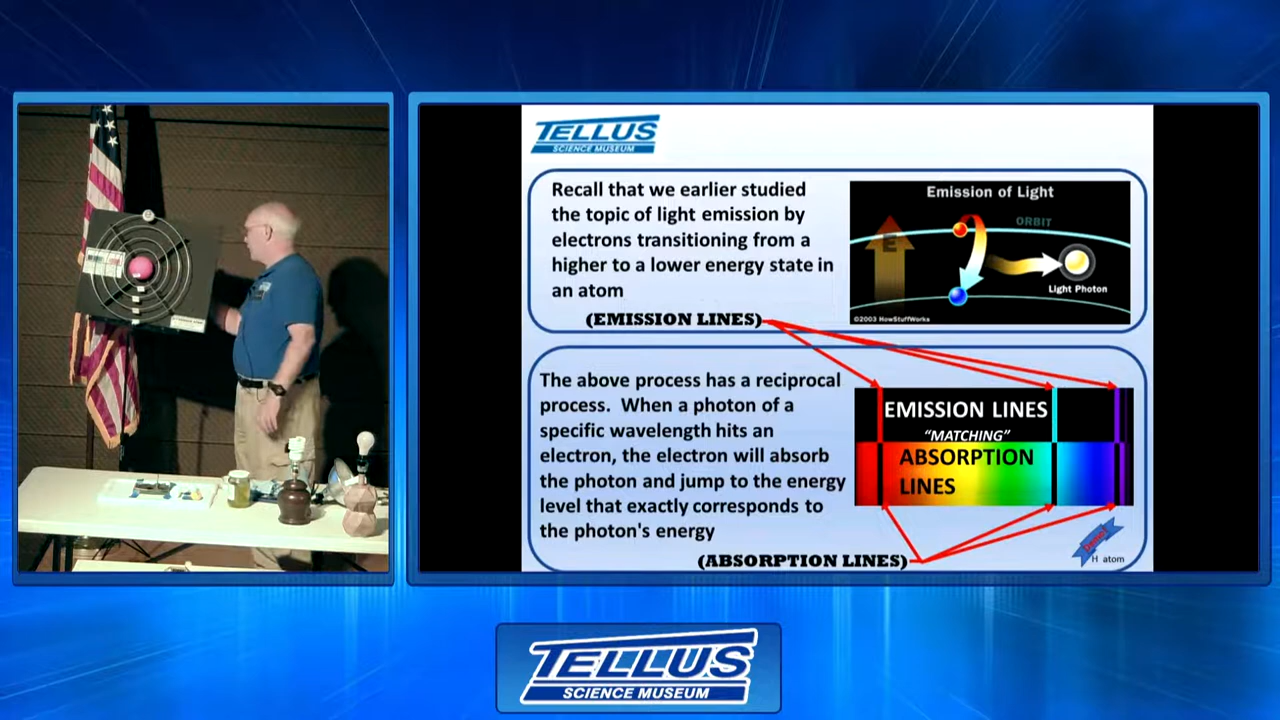 TELLUS
SCIENCE MUSEUM
Recall that we earlier studied
the topic of light emission by
electrons transitioning from a
higher to a lower energy state in
an atom
(EMISSION LINES)
Emission of Light
ORBIT
E
Light Photon
©2003 HowStuffWorks
The above process has a reciprocal
process. When a photon of a
specific wavelength hits an
electron, the electron will absorb
the photon and jump to the energy
level that exactly corresponds to
the photon's energy
(ABSORPTION LINES)
EMISSION LINES
"MATCHING"
ABSORPTION
LINES
H atom
TELLUS
SCIENCE MUSEUM